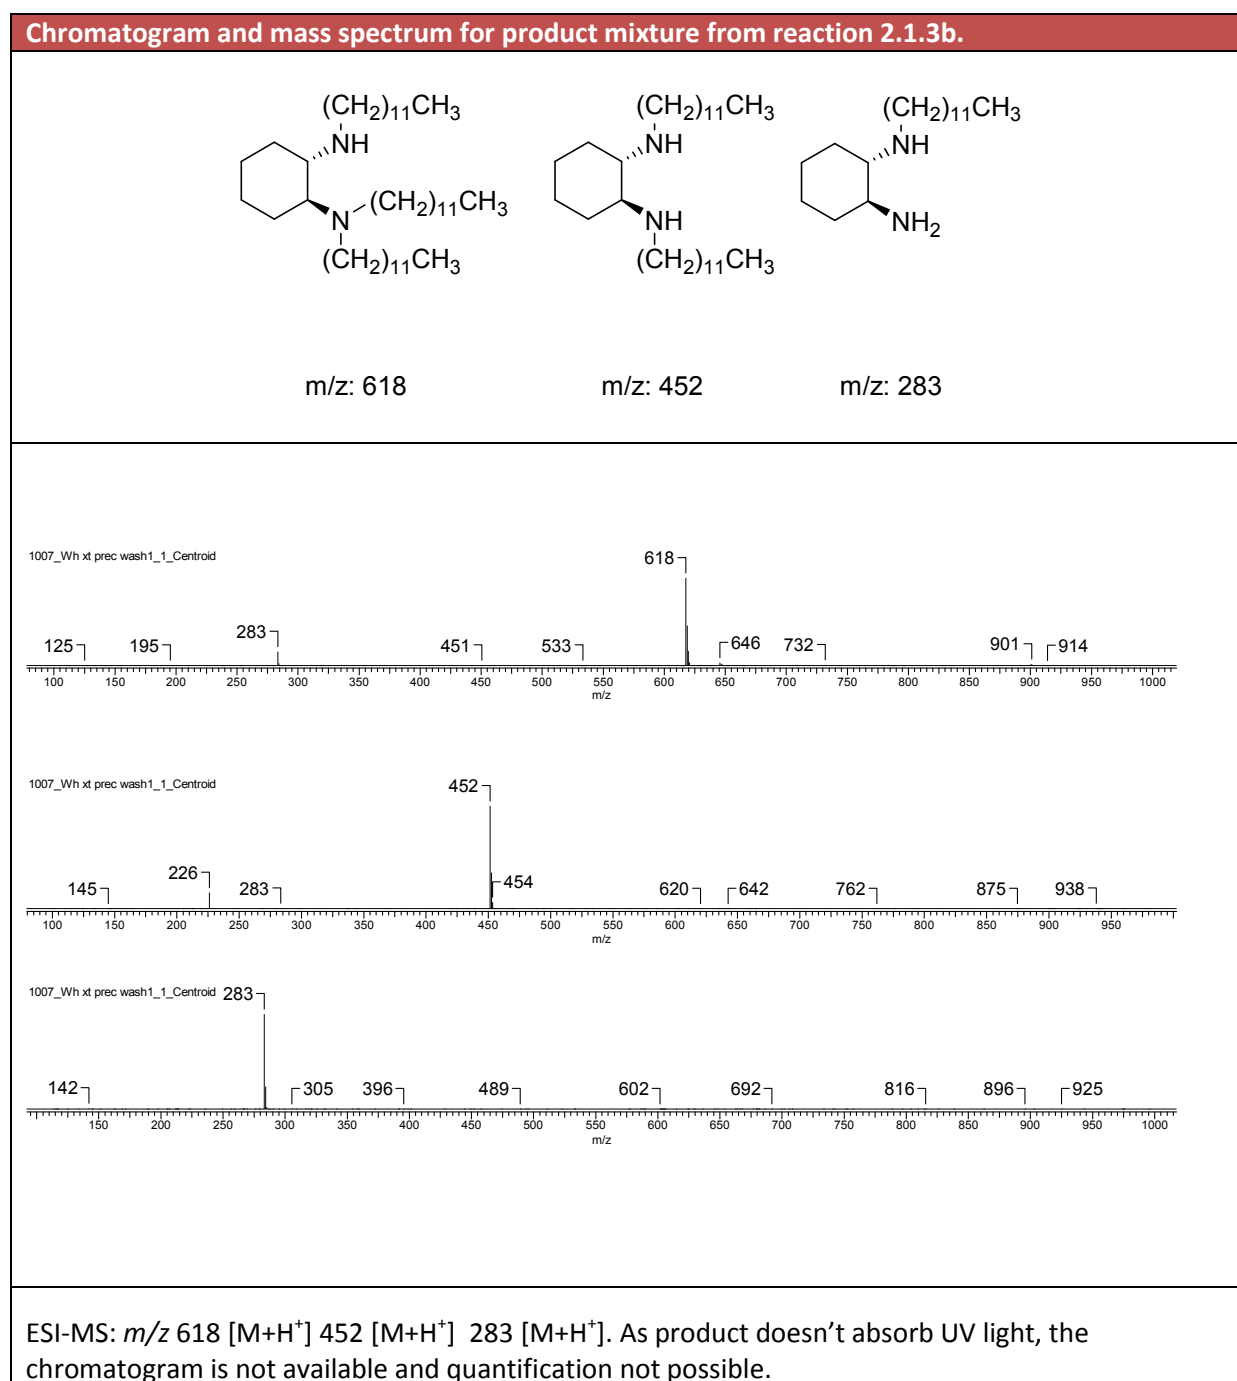 Chromatogram and mass spectrum for product mixture from reaction 2.1.3b.
(CH2)11CH3 (CH2)11CH3 (CH2)11CH3
NH NH NH
N (CH2)11CH3 NH NH2
(CH2)11CH3 (CH2)11CH3
m/z: 618 m/z: 452 m/z: 283
1007_Wh xt prec wash1_1_Centroid
618
125 195 283 451 533 646 732 901 914
100 150 200 250 300 350 400 450 500 550 600 650 700 750 800 850 900 950 1000
m/z
1007_Wh xt prec wash1_1_Centroid
452
145 226 283 454 620 642 762 875 938
100 150 200 250 300 350 400 450 500 550 600 650 700 750 800 850 900 950
m/z
1007_Wh xt prec wash1_1_Centroid 283
142 305 396 489 602 692 816 896 925
150 200 250 300 350 400 450 500 550 600 650 700 750 800 850 900 950 1000
m/z
ESI-MS: m/z 618 [M+H+] 452 [M+H+] 283 [M+H+]. As product doesn’t absorb UV light, the
chromatogram is not available and quantification not possible.